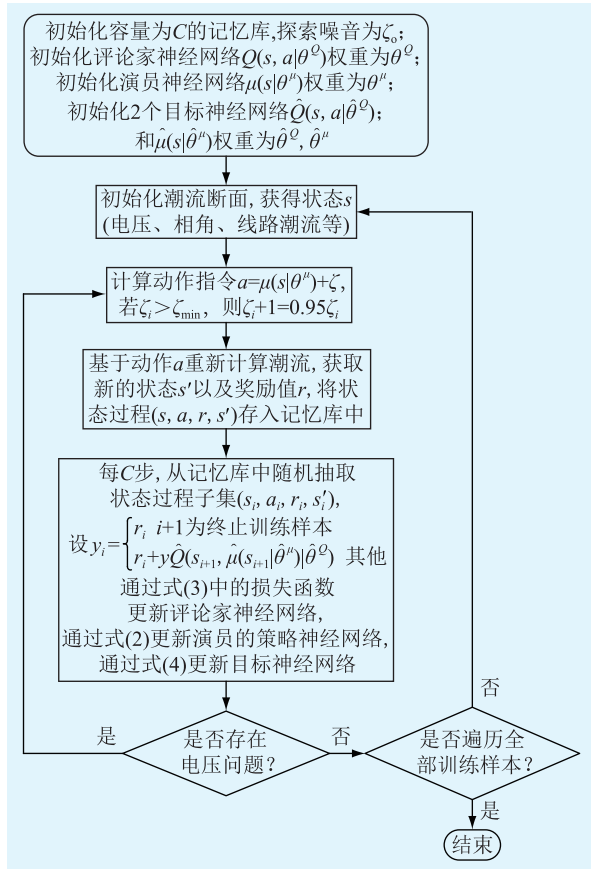 初始化容量为C的记忆库,探索噪音为ζ₀;
初始化评论家神经网络Q(s, a|θ^Q)权重为θ^Q;
初始化演员神经网络μ(s|θ^μ)权重为θ^μ;
初始化2个目标神经网络Q̂(s, a|θ̂^Q);
和μ̂(s|θ̂^μ)权重为θ̂^Q, θ̂^μ
初始化潮流断面, 获得状态s
(电压、相角、线路潮流等)
计算动作指令a=μ(s|θ^μ)+ζ,
若ζᵢ>ζ_min, 则ζᵢ+1=0.95ζᵢ
基于动作a重新计算潮流, 获取
新的状态s′以及奖励值r, 将状
态过程(s, a, r, s′)存入记忆库中
每C步, 从记忆库中随机抽取
状态过程子集(sᵢ, aᵢ, rᵢ, sᵢ′),
设yᵢ={rᵢ i+1为终止训练样本
rᵢ+yQ̂(sᵢ₊₁, μ̂(sᵢ₊₁|θ̂^μ)|θ̂^Q) 其他
通过式(3)中的损失函数
更新评论家神经网络,
通过式(2)更新演员的策略神经网络,
通过式(4)更新目标神经网络
是否存在
电压问题?
是
否
是否遍历全
部训练样本?
否
是
结束